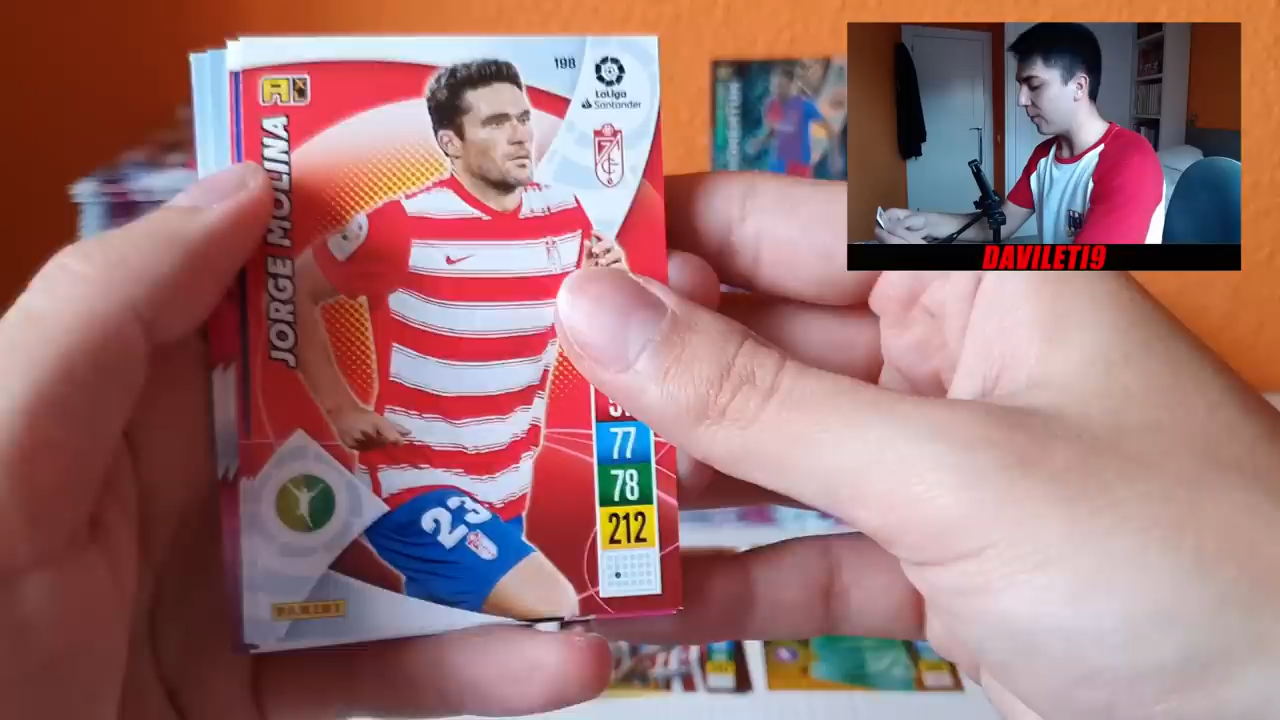 198
LaLiga
Santander
JORGE MOLINA
77
78
212
23
PANINI
DAVILETI9